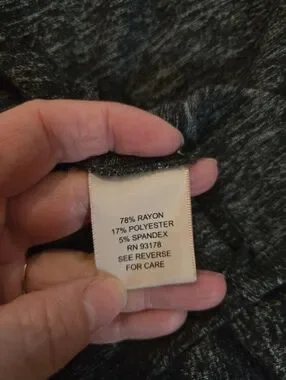 78% RAYON
17% POLYESTER
5% SPANDEX
RN 93178
SEE REVERSE
FOR CARE